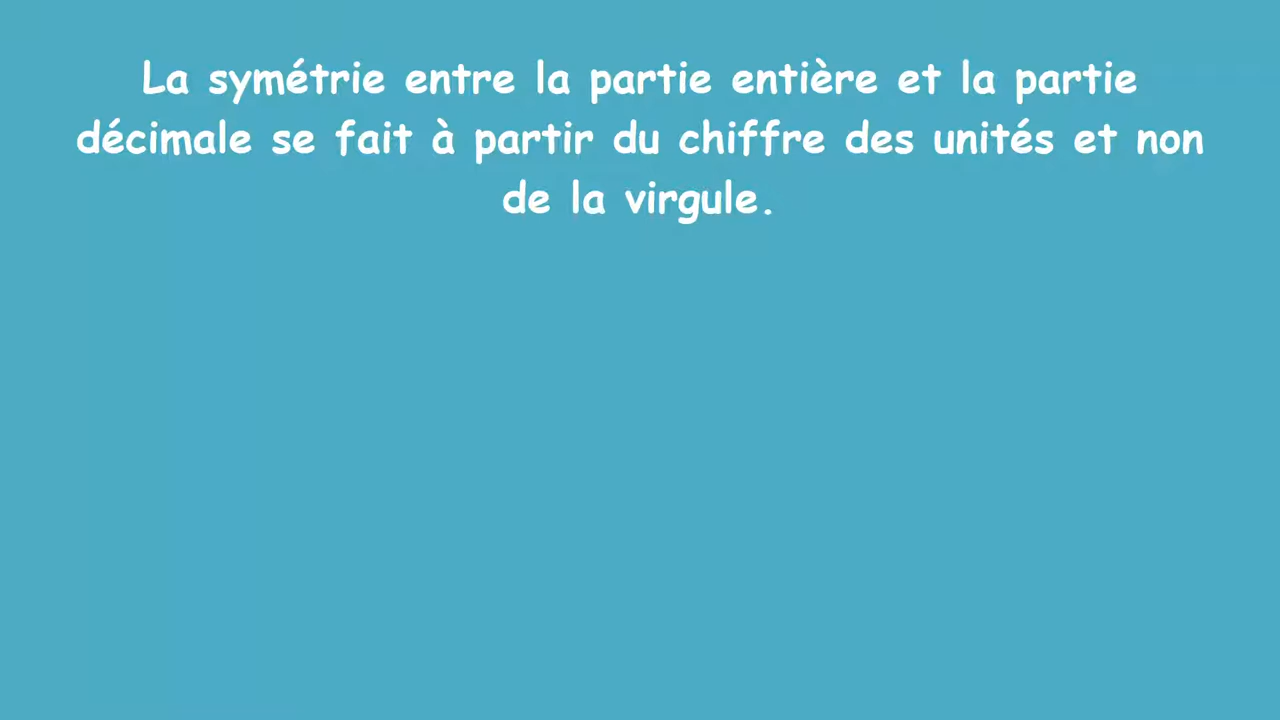 La symétrie entre la partie entière et la partie
décimale se fait à partir du chiffre des unités et non
de la virgule.